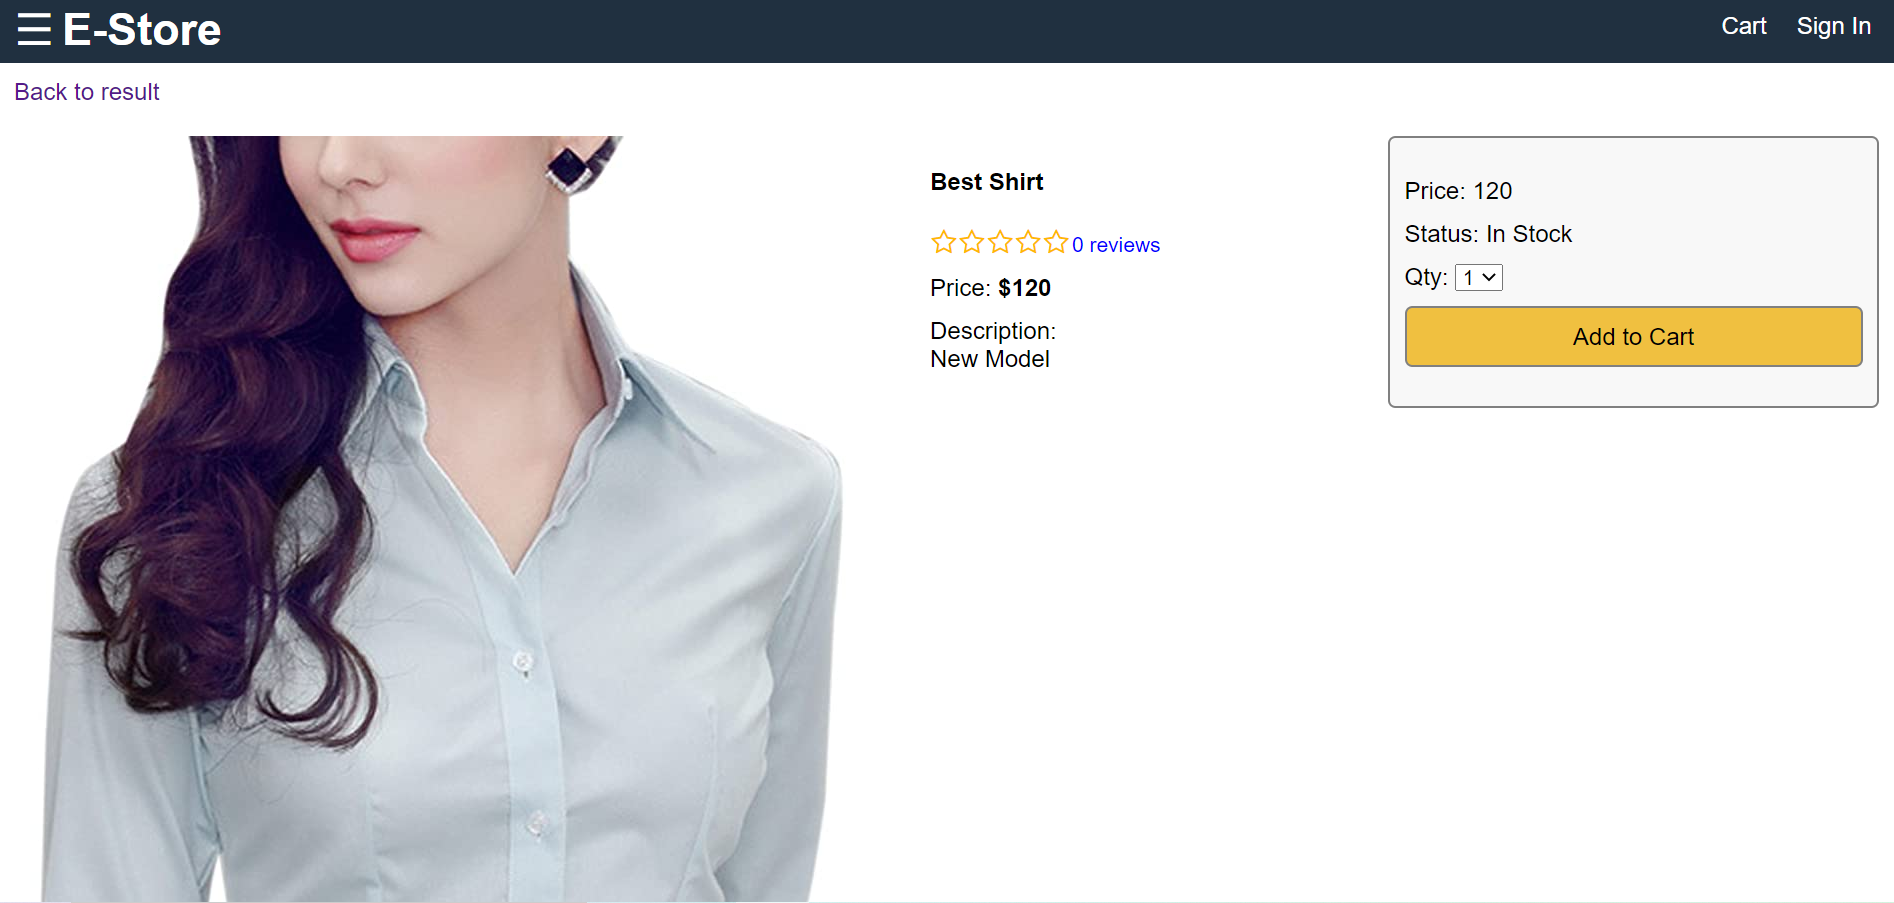 E-Store
Cart Sign In
Back to result
Best Shirt
0 reviews
Price: $120
Description:
New Model
Price: 120
Status: In Stock
Qty: 1
Add to Cart